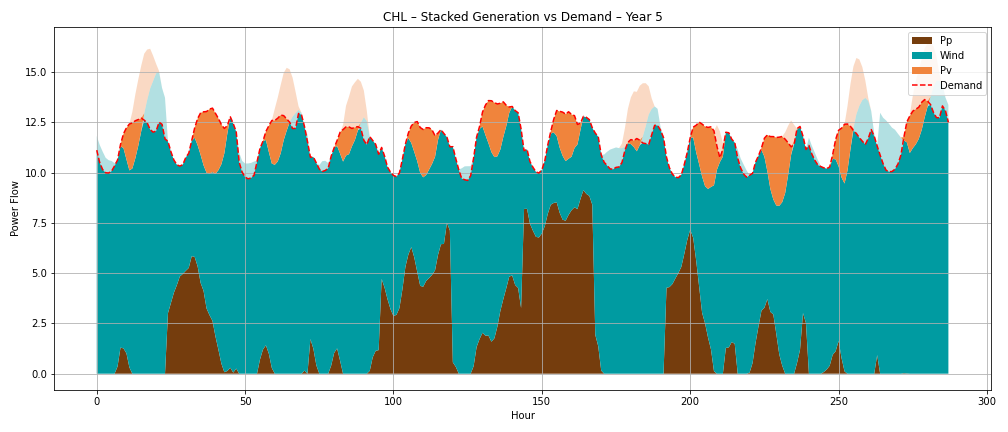 CHL – Stacked Generation vs Demand – Year 5
Pp
Wind
Pv
Demand
Power Flow
15.0
12.5
10.0
7.5
5.0
2.5
0.0
0 50 100 150 200 250 300
Hour